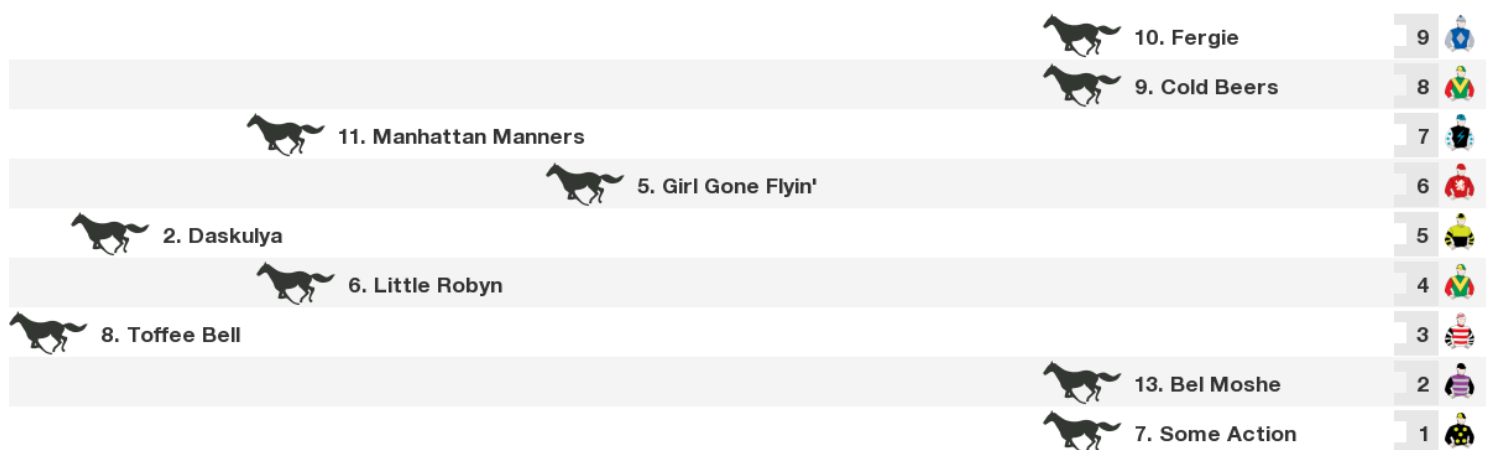 10. Fergie 9
9. Cold Beers 8
11. Manhattan Manners 7
5. Girl Gone Flyin' 6
2. Daskulya 5
6. Little Robyn 4
8. Toffee Bell 3
13. Bel Moshe 2
7. Some Action 1